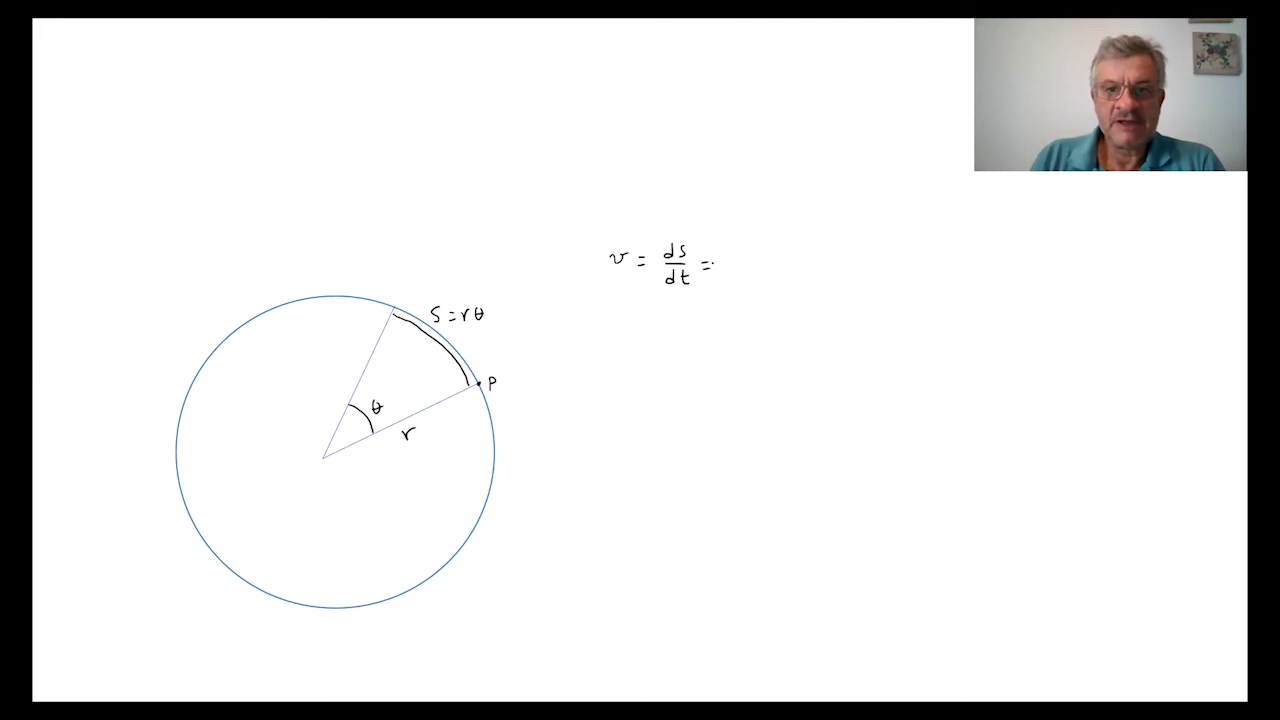 v = ds/dt =
S = rθ
P
θ
r